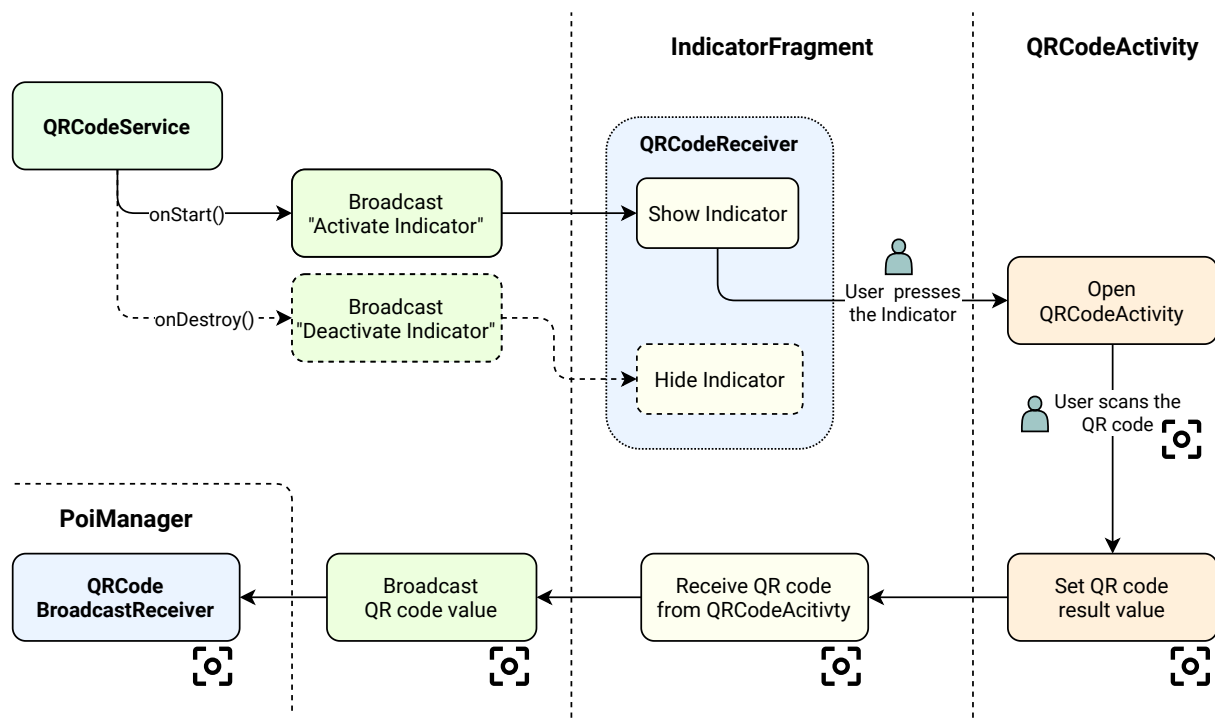 IndicatorFragment
QRCodeActivity
QRCodeService
QRCodeReceiver
onStart()
Broadcast
"Activate Indicator"
Show Indicator
onDestroy()
Broadcast
"Deactivate Indicator"
User  presses
the Indicator
Open
QRCodeActivity
Hide Indicator
User scans the
QR code
PoiManager
QRCode
BroadcastReceiver
Broadcast
QR code value
Receive QR code
from QRCodeAcitivty
Set QR code
result value